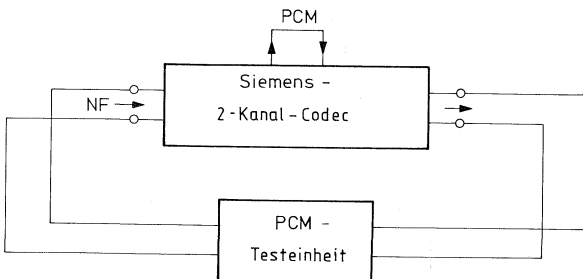 PCM
Siemens -
NF
2-Kanal-Codec
PCM -
Testeinheit